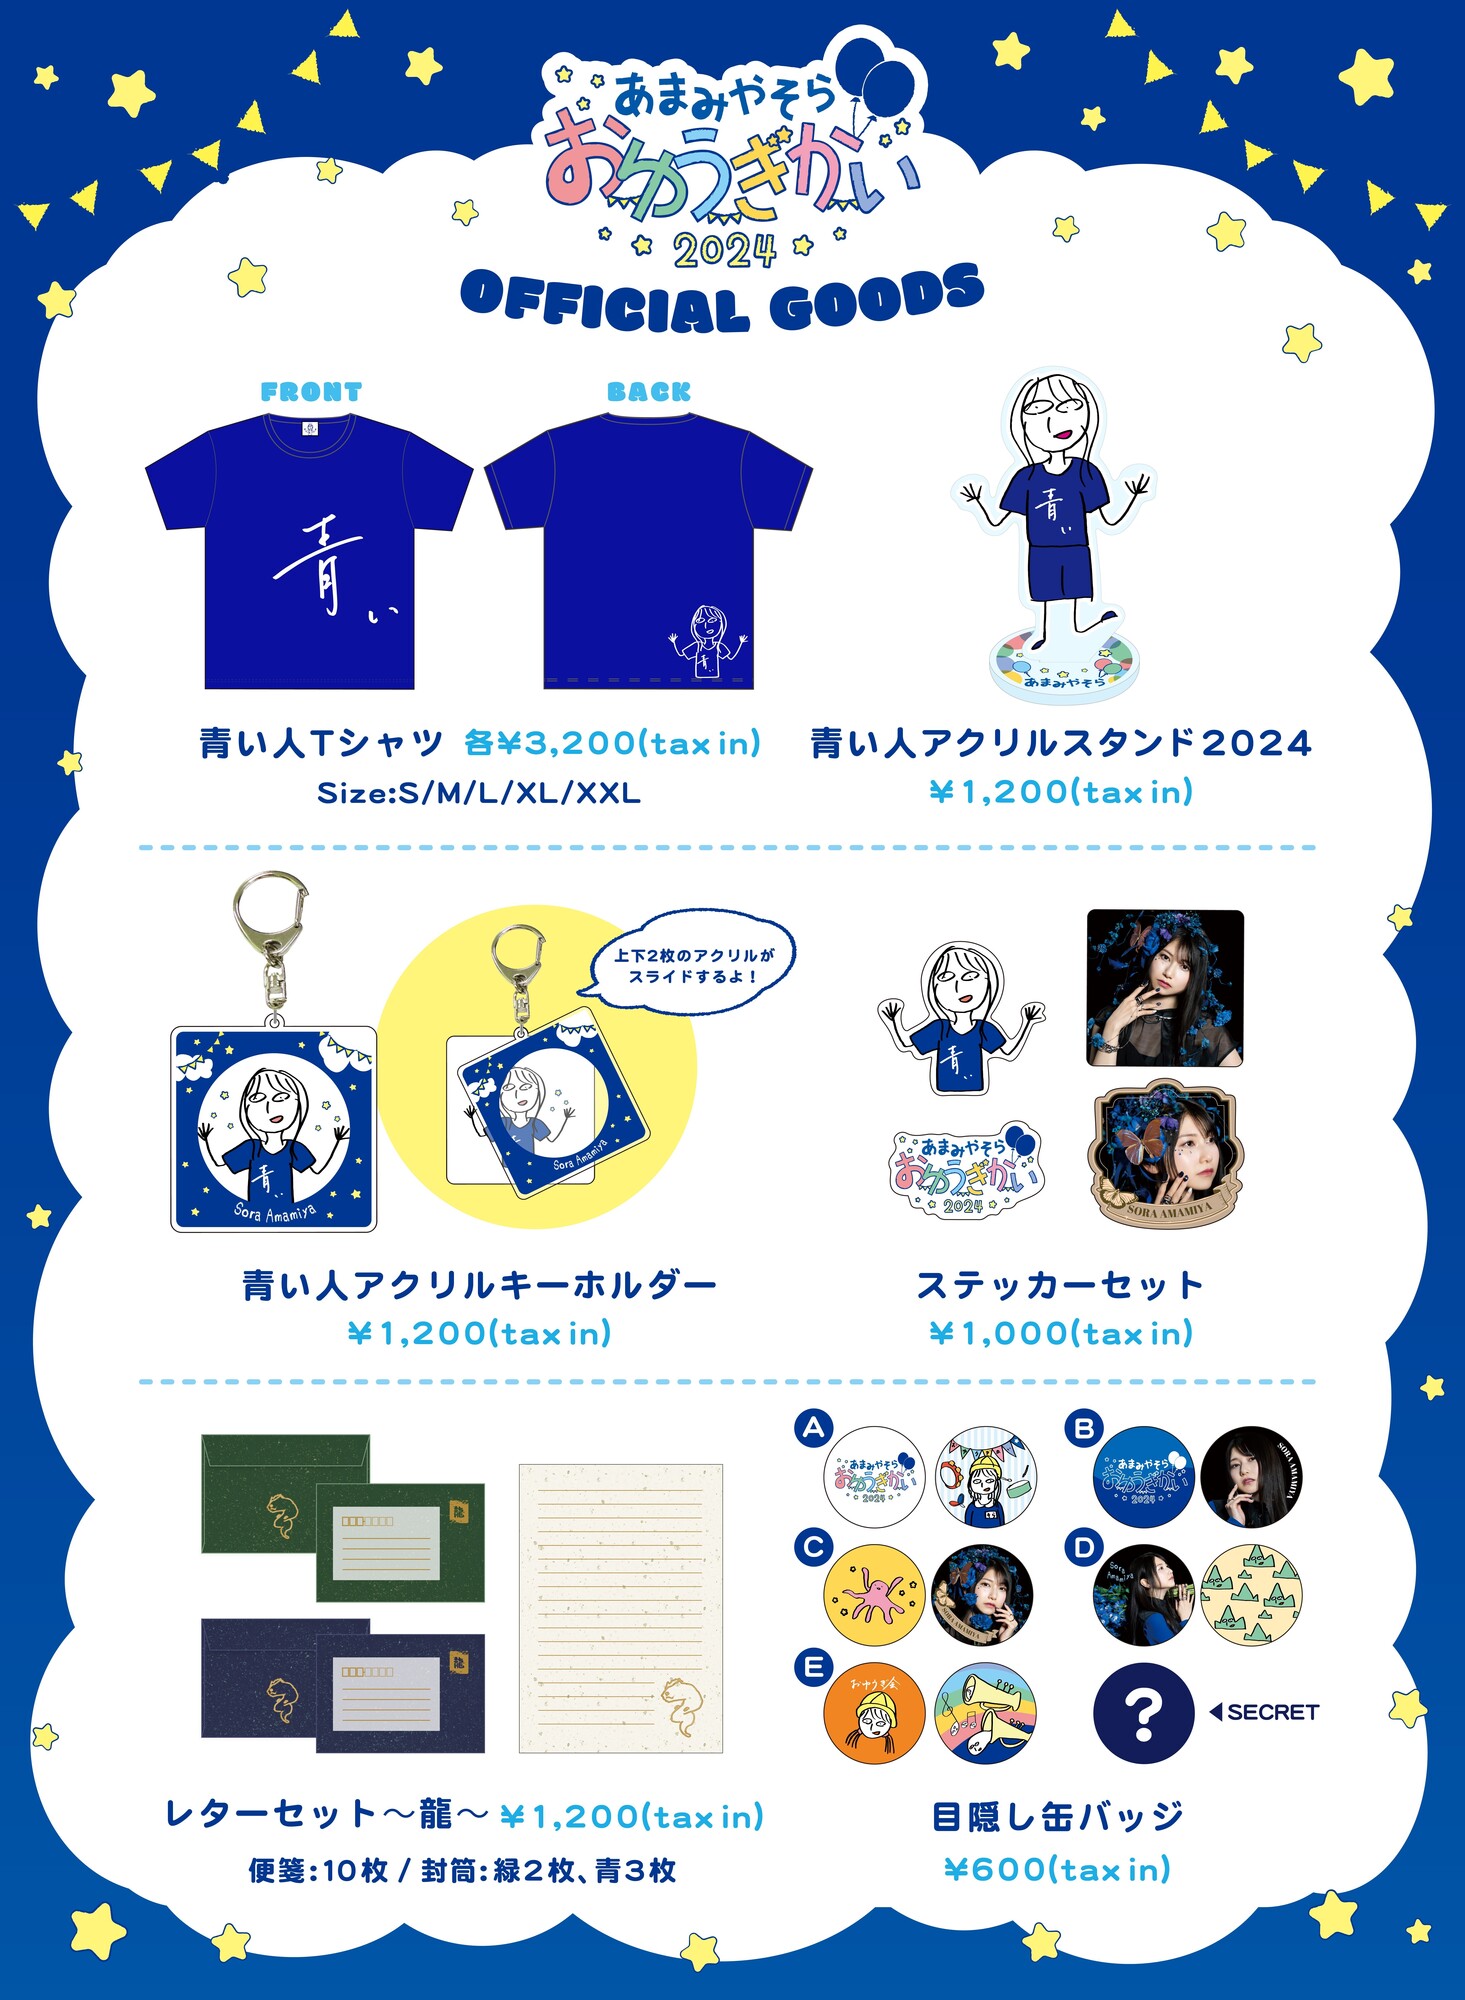 あまみやそら
おゆうぎかい
2024
OFFICIAL GOODS
FRONT
BACK
青い
青い
青い
あまみやそら
青い人Tシャツ 各¥3,200(tax in)
Size:S/M/L/XL/XXL
青い人アクリルスタンド2024
¥1,200(tax in)
上下2枚のアクリルが
スライドするよ!
青い
Sora Amamiya
Sora Amamiya
青い
あまみやそら
おゆうぎかい
2024
SORA AMAMIYA
青い人アクリルキーホルダー
¥1,200(tax in)
ステッカーセット
¥1,000(tax in)
龍
龍
A
あまみやそら
おゆうぎかい
2024
B
あまみやそら
おゆうぎかい
2024
SORA AMAMIYA
C
SORA AMAMIYA
D
Sora
Amamiya
E
おゆうぎ会
?
◀SECRET
レターセット〜龍〜 ¥1,200(tax in)
便箋:10枚 / 封筒:緑2枚、青3枚
目隠し缶バッジ
¥600(tax in)